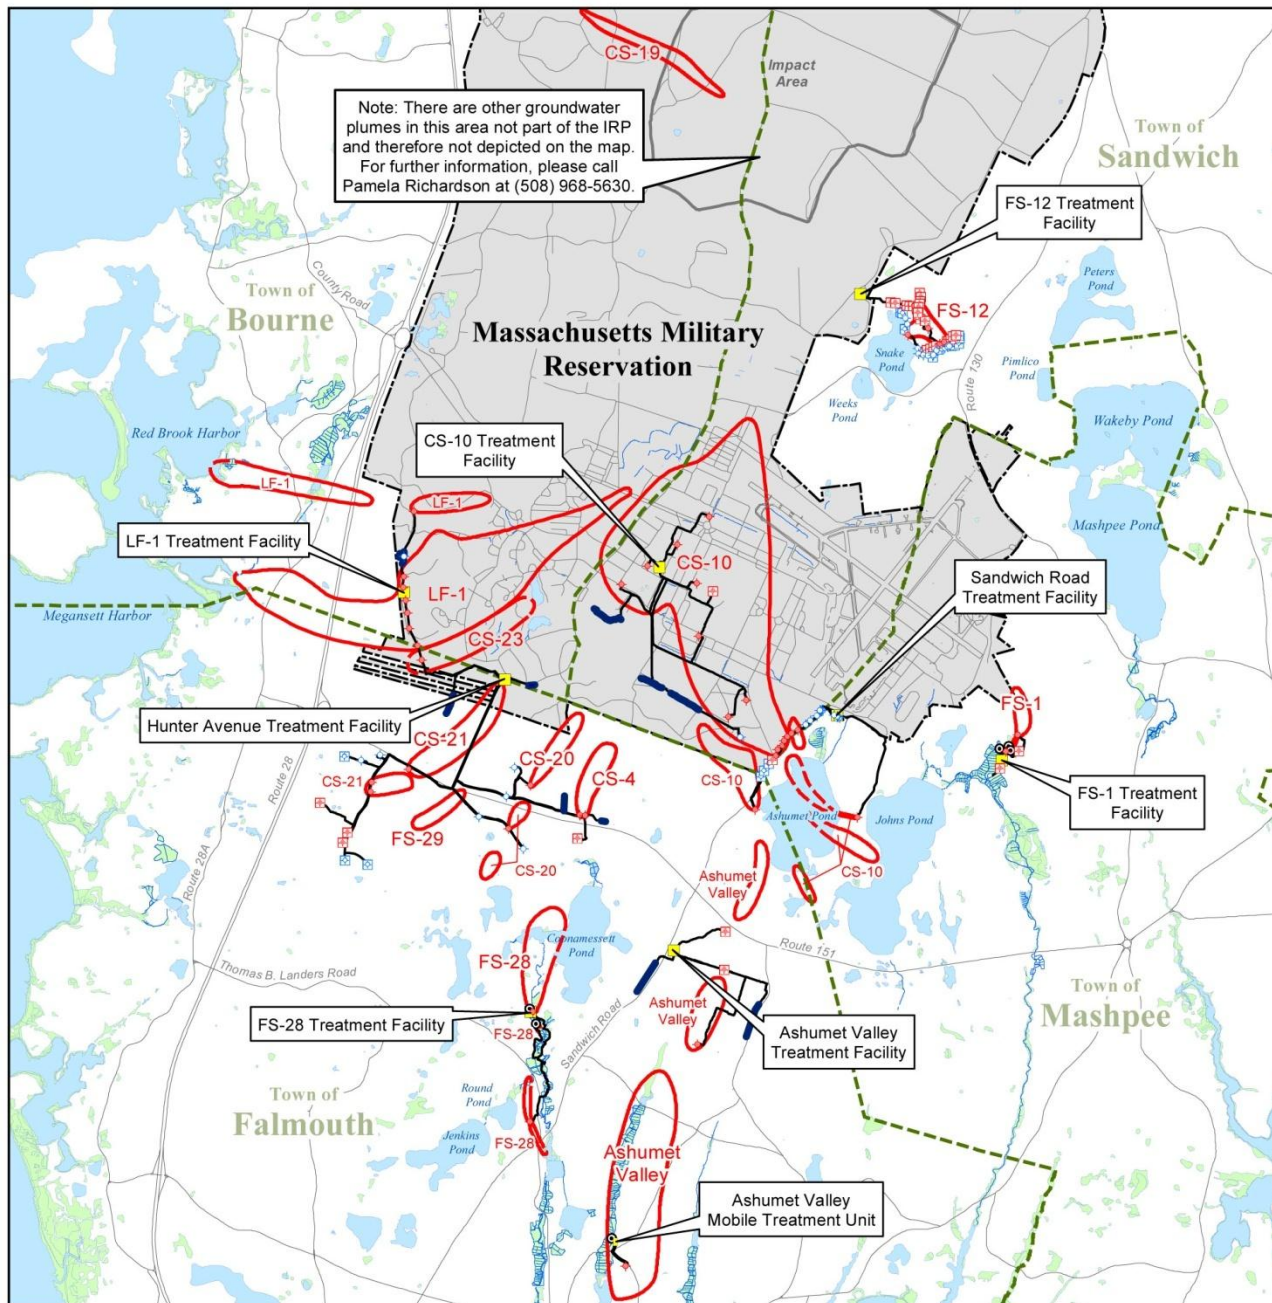 CS-19
Impact
Area
Note: There are other groundwater
plumes in this area not part of the IRP
and therefore not depicted on the map.
For further information, please call
Pamela Richardson at (508) 968-5630.
Town of
Sandwich
FS-12 Treatment
Facility
Peters
Pond
County Road
Town of
Bourne
FS-12
Massachusetts Military
Reservation
Snake
Pond
Route 130
Pimlico
Pond
Weeks
Pond
Wakeby Pond
Red Brook Harbor
CS-10 Treatment
Facility
LF-1
LF-1
Mashpee Pond
LF-1 Treatment Facility
CS-10
Sandwich Road
Treatment Facility
LF-1
Megansett Harbor
CS-23
FS-1
Hunter Avenue Treatment Facility
CS-21
CS-20
CS-4
CS-10
CS-21
Route 28
FS-1 Treatment
Facility
FS-29
Ashumet Pond
Johns Pond
CS-20
CS-10
Route 28A
Ashumet
Valley
Coonamessett
Pond
Route 151
FS-28
Thomas B. Landers Road
Town of
Mashpee
Ashumet
Valley
FS-28 Treatment Facility
FS-28
Sandwich Road
Ashumet Valley
Treatment Facility
Town of
Falmouth
Round
Pond
Jenkins
Pond
FS-28
Ashumet
Valley
Ashumet Valley
Mobile Treatment Unit